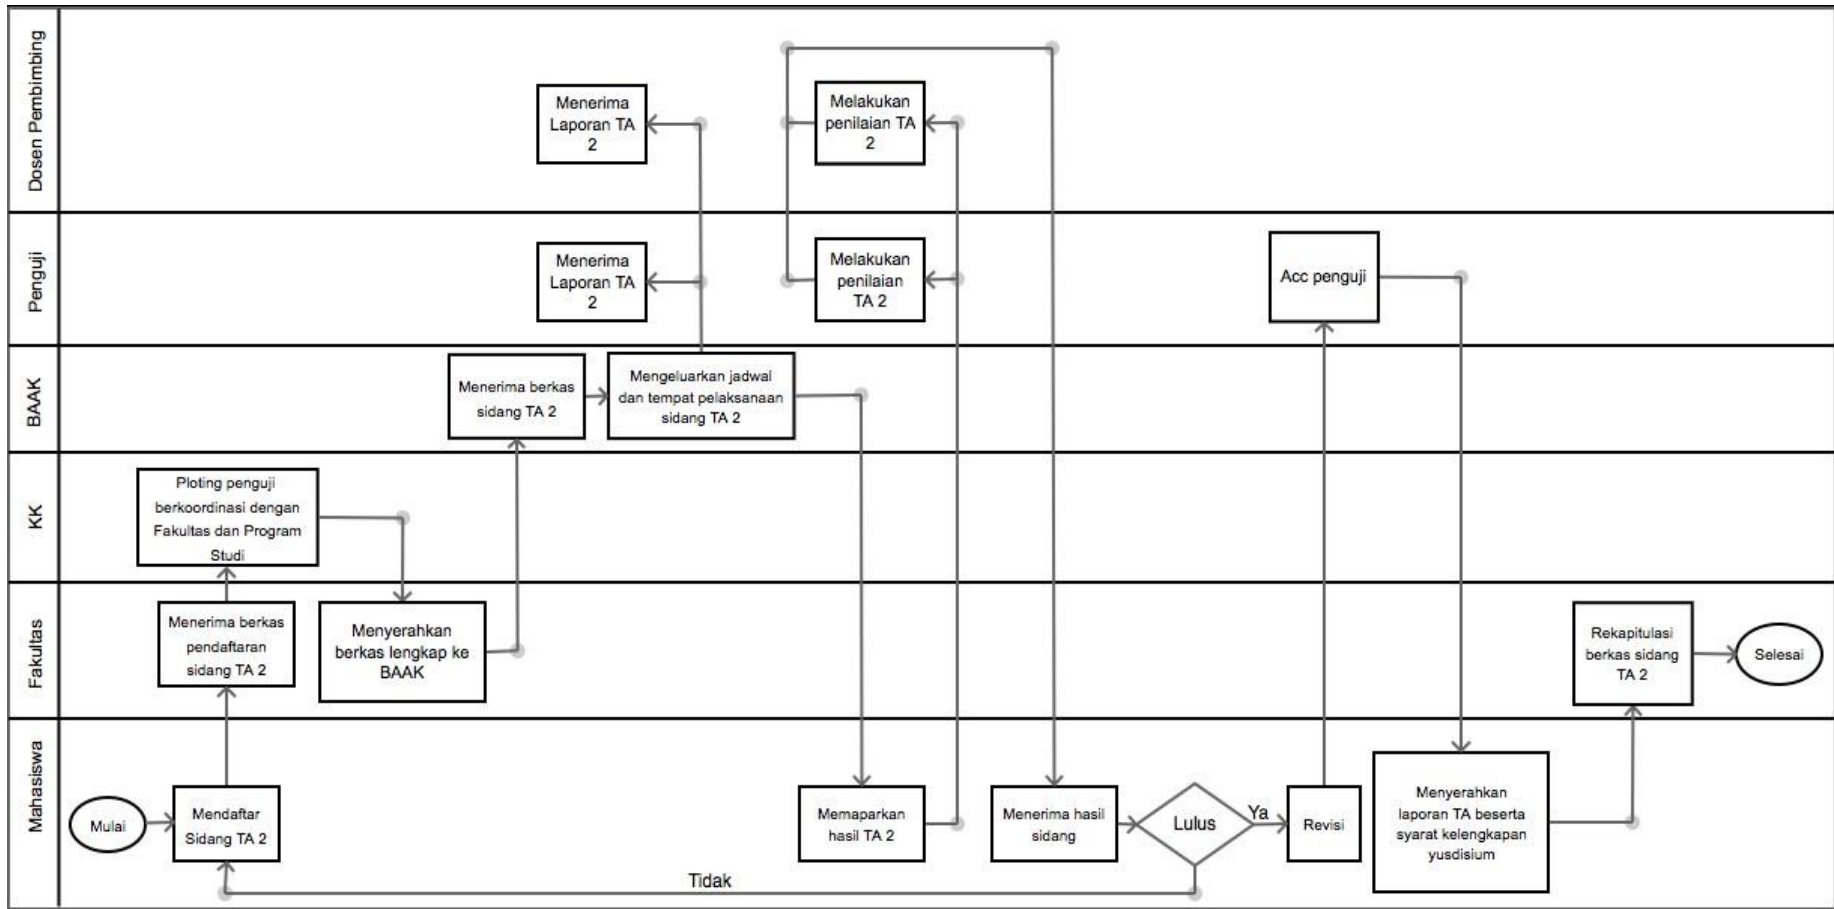 Dosen Pembimbing
Menerima
Laporan TA
2
Melakukan
penilaian TA
2
Penguji
Menerima
Laporan TA
2
Melakukan
penilaian
TA 2
Acc penguji
BAAK
Menerima berkas
sidang TA 2
Mengeluarkan jadwal
dan tempat pelaksanaan
sidang TA 2
KK
Ploting penguji
berkoordinasi dengan
Fakultas dan Program
Studi
Fakultas
Menerima berkas
pendaftaran
sidang TA 2
Menyerahkan
berkas lengkap ke
BAAK
Rekapitulasi
berkas sidang
TA 2
Selesai
Mahasiswa
Mulai
Mendaftar
Sidang TA 2
Memaparkan
hasil TA 2
Menerima hasil
sidang
Lulus
Ya
Revisi
Menyerahkan
laporan TA beserta
syarat kelengkapan
yusdisium
Tidak